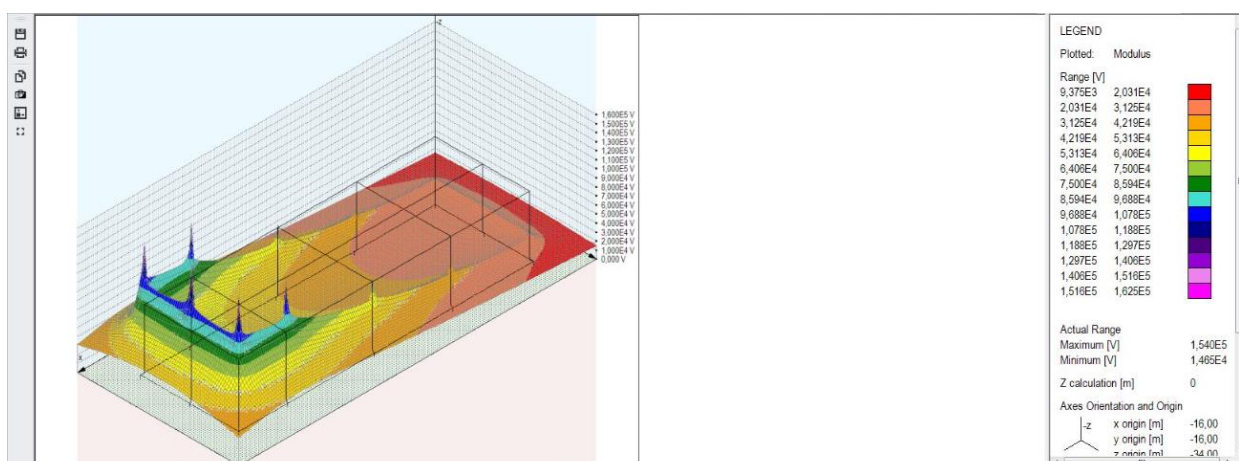 -z
1,600E5 V
1,500E5 V
1,400E5 V
1,300E5 V
1,200E5 V
1,100E5 V
1,000E5 V
9,000E4 V
8,000E4 V
7,000E4 V
6,000E4 V
5,000E4 V
4,000E4 V
3,000E4 V
2,000E4 V
1,000E4 V
0,000 V
x
LEGEND
Plotted: Modulus
Range [V]
9,375E3 2,031E4
2,031E4 3,125E4
3,125E4 4,219E4
4,219E4 5,313E4
5,313E4 6,406E4
6,406E4 7,500E4
7,500E4 8,594E4
8,594E4 9,688E4
9,688E4 1,078E5
1,078E5 1,188E5
1,188E5 1,297E5
1,297E5 1,406E5
1,406E5 1,516E5
1,516E5 1,625E5
Actual Range
Maximum [V] 1,540E5
Minimum [V] 1,465E4
Z calculation [m] 0
Axes Orientation and Origin
-z x origin [m] -16,00
y origin [m] -16,00
z origin [m] -34,00